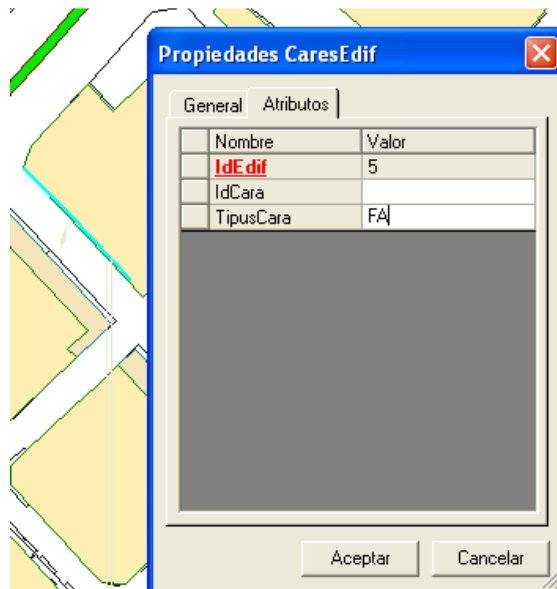 Propiedades CaresEdif
General Atributos
Nombre Valor
IdEdif 5
IdCara
TipusCara FA
Aceptar Cancelar